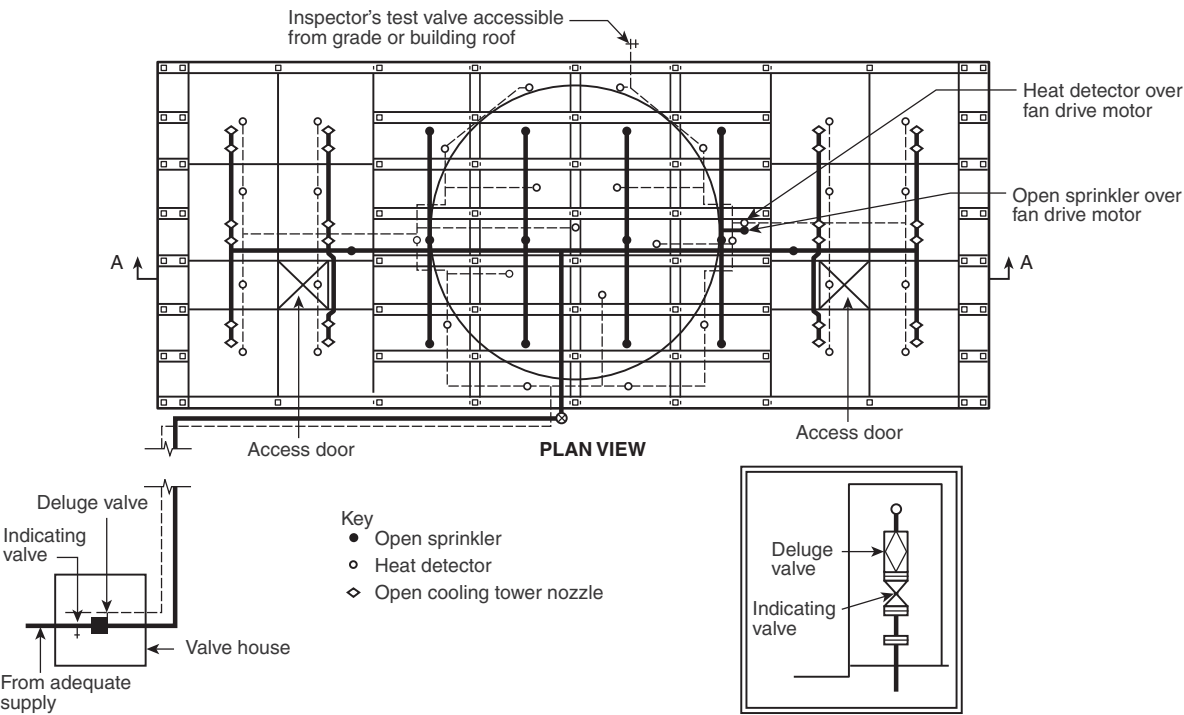 Inspector's test valve accessible
from grade or building roof
Heat detector over
fan drive motor
Open sprinkler over
fan drive motor
A
A
Access door
PLAN VIEW
Access door
Deluge valve
Indicating
valve
Valve house
From adequate
supply
Key
Open sprinkler
Heat detector
Open cooling tower nozzle
Deluge
valve
Indicating
valve